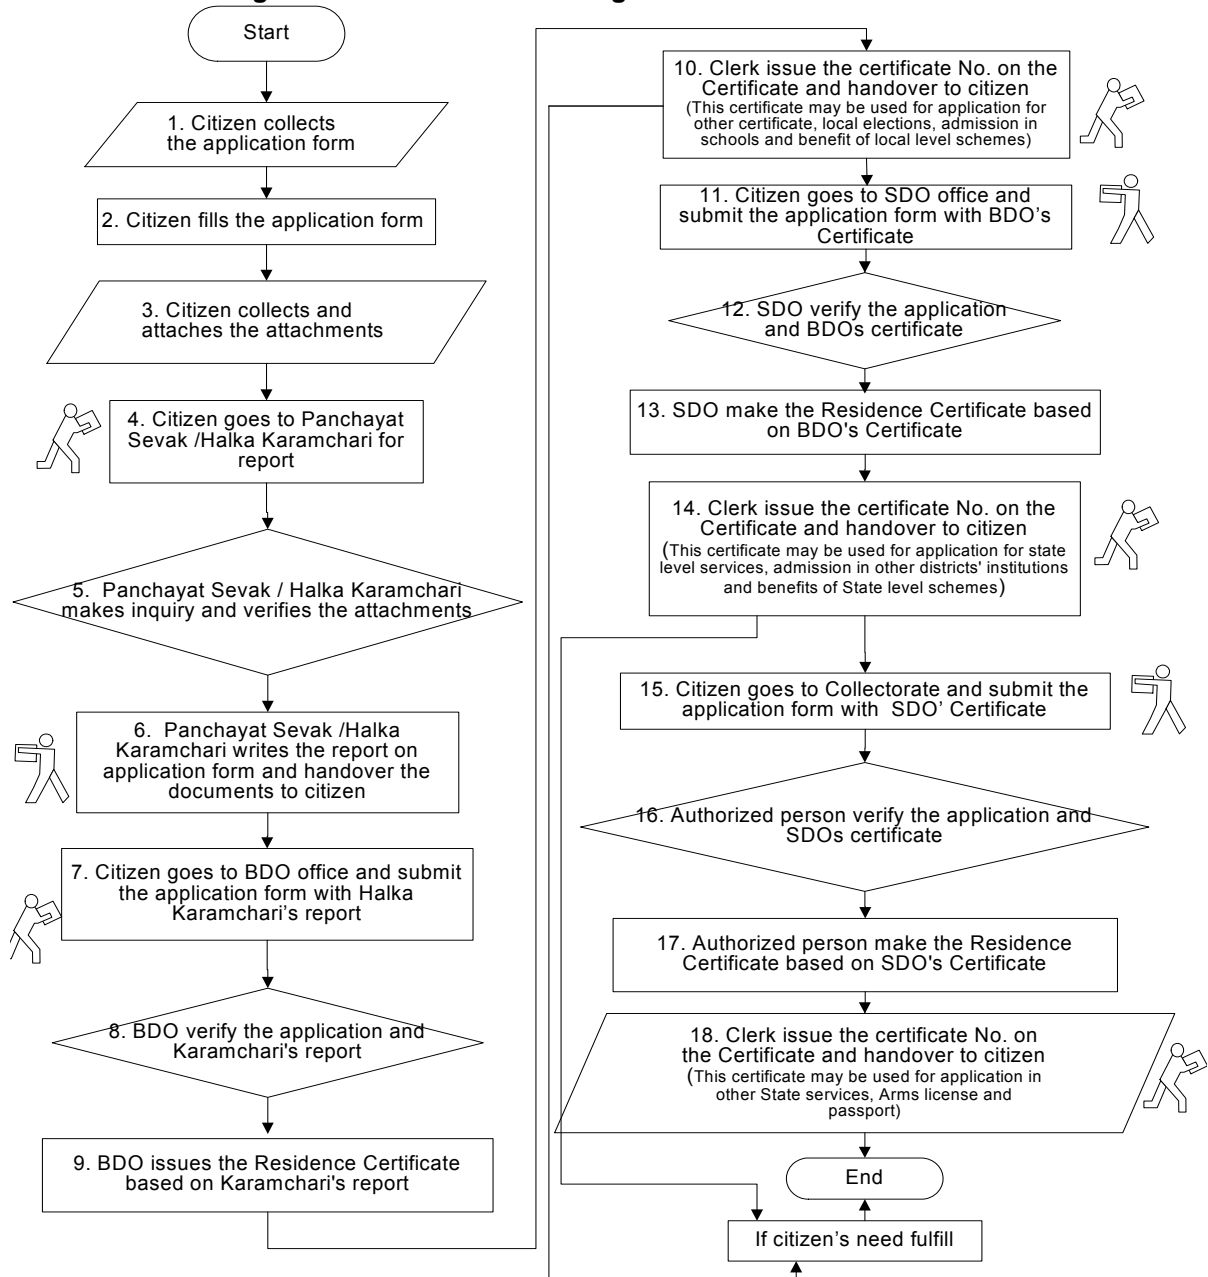 Start
1. Citizen collects
the application form
2. Citizen fills the application form
3. Citizen collects and
attaches the attachments
4. Citizen goes to Panchayat
Sevak /Halka Karamchari for
report
5. Panchayat Sevak / Halka Karamchari
makes inquiry and verifies the attachments
6. Panchayat Sevak /Halka
Karamchari writes the report on
application form and handover the
documents to citizen
7. Citizen goes to BDO office and submit
the application form with Halka
Karamchari's report
8. BDO verify the application and
Karamchari's report
9. BDO issues the Residence Certificate
based on Karamchari's report
10. Clerk issue the certificate No. on the
Certificate and handover to citizen
(This certificate may be used for application for
other certificate, local elections, admission in
schools and benefit of local level schemes)
11. Citizen goes to SDO office and
submit the application form with BDO's
Certificate
12. SDO verify the application
and BDOs certificate
13. SDO make the Residence Certificate based
on BDO's Certificate
14. Clerk issue the certificate No. on the
Certificate and handover to citizen
(This certificate may be used for application for state
level services, admission in other districts' institutions
and benefits of State level schemes)
15. Citizen goes to Collectorate and submit the
application form with SDO' Certificate
16. Authorized person verify the application and
SDOs certificate
17. Authorized person make the Residence
Certificate based on SDO's Certificate
18. Clerk issue the certificate No. on
the Certificate and handover to citizen
(This certificate may be used for application in
other State services, Arms license and
passport)
End
If citizen's need fulfill